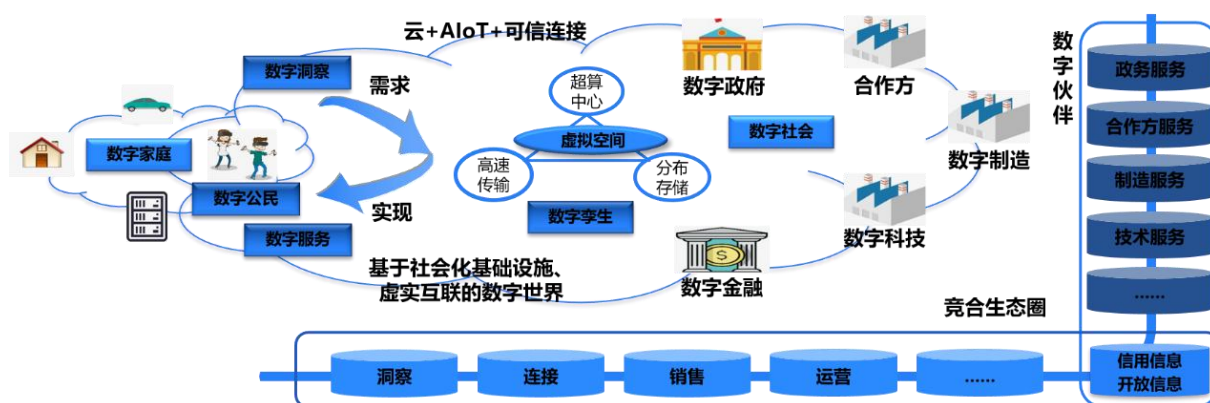 云+AIoT+可信连接
数字洞察
需求
数字家庭
数字公民
实现
数字服务
基于社会化基础设施、
虚实互联的数字世界
超算
中心
虚拟空间
高速
传输
分布
存储
数字孪生
数字社会
数字政府
合作方
数字制造
数字科技
数字金融
数字伙伴
政务服务
合作方服务
制造服务
技术服务
......
竞合生态圈
洞察
连接
销售
运营
......
信用信息
开放信息